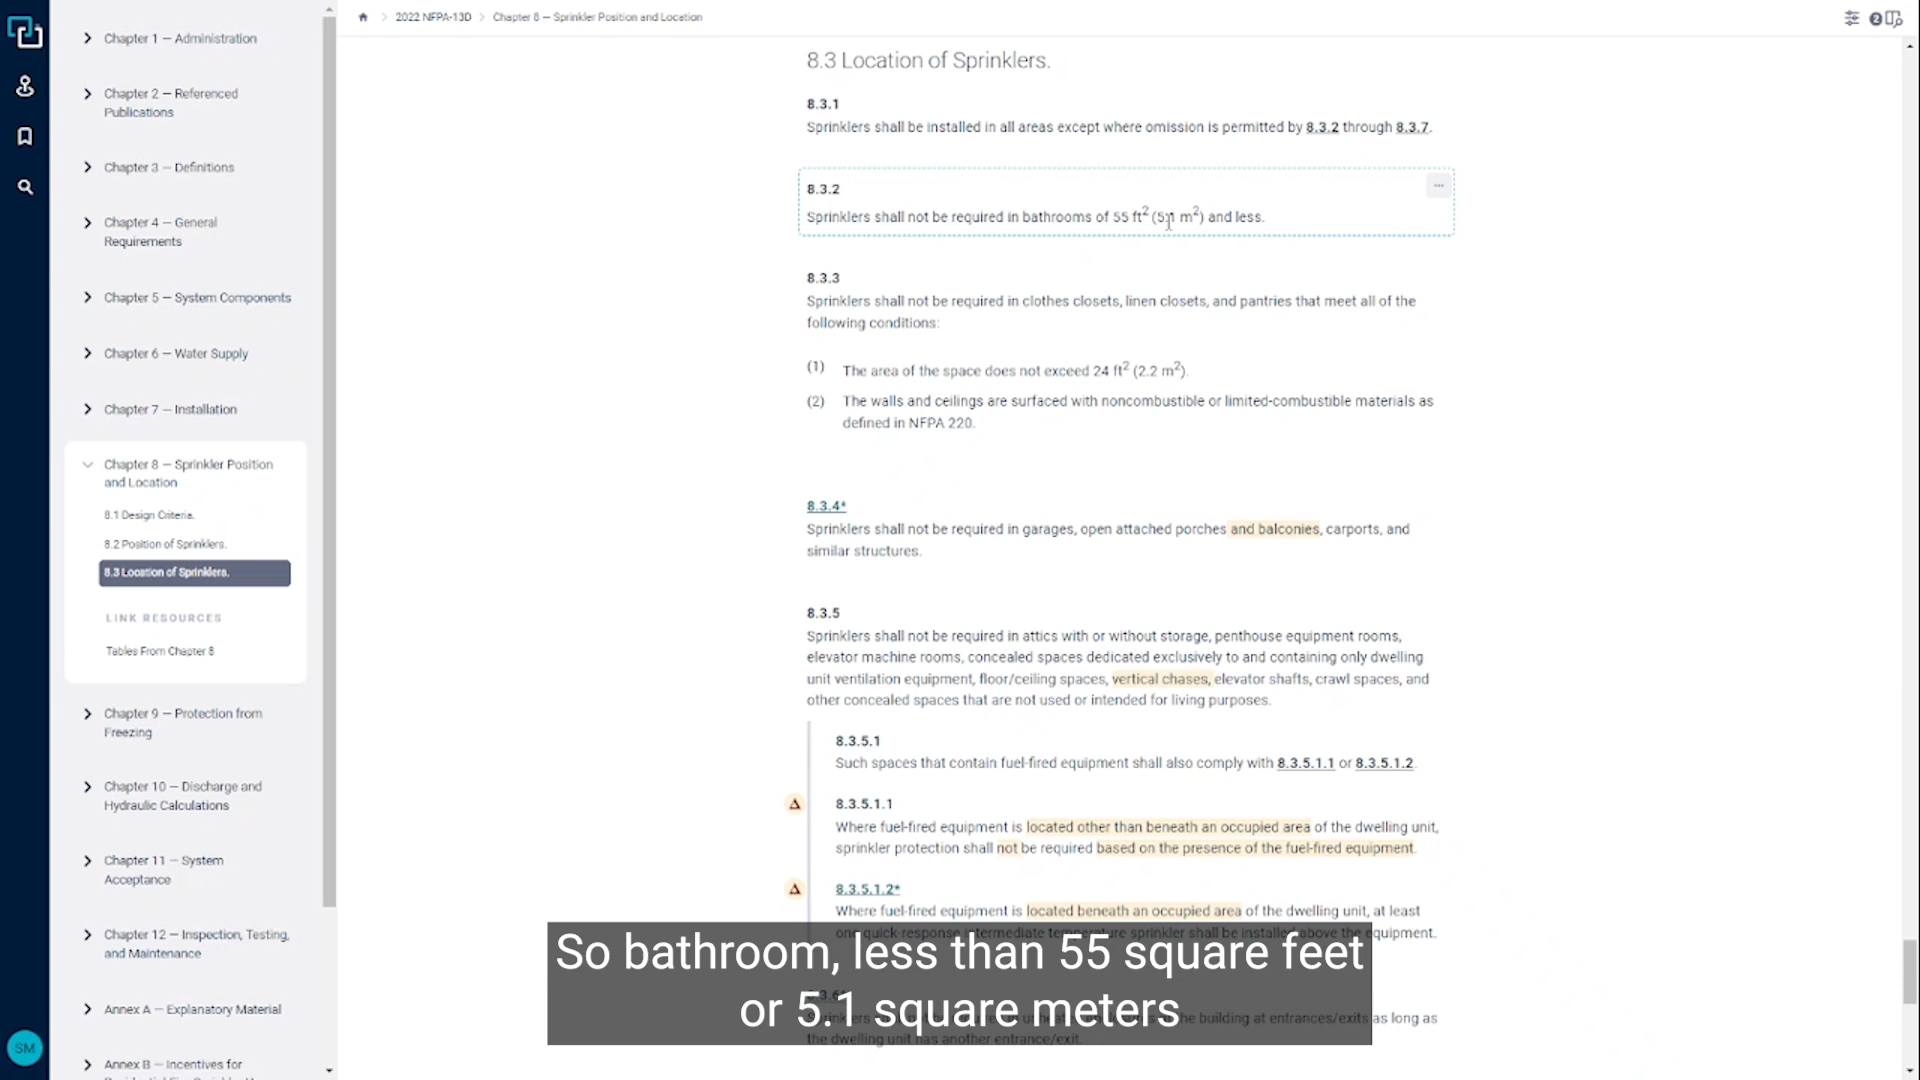 2022 NFPA-13D
Chapter 8 — Sprinkler Position and Location
2
Chapter 1 — Administration
Chapter 2 — Referenced
Publications
Chapter 3 — Definitions
Chapter 4 — General
Requirements
Chapter 5 — System Components
Chapter 6 — Water Supply
Chapter 7 — Installation
Chapter 8 — Sprinkler Position
and Location
8.1 Design Criteria.
8.2 Position of Sprinklers.
8.3 Location of Sprinklers.
LINK RESOURCES
Tables From Chapter 8
Chapter 9 — Protection from
Freezing
Chapter 10 — Discharge and
Hydraulic Calculations
Chapter 11 — System
Acceptance
Chapter 12 — Inspection, Testing,
and Maintenance
Annex A — Explanatory Material
Annex B — Incentives for
SM
8.3 Location of Sprinklers.
8.3.1
Sprinklers shall be installed in all areas except where omission is permitted by 8.3.2 through 8.3.7.
8.3.2
Sprinklers shall not be required in bathrooms of 55 ft² (5.1 m²) and less.
8.3.3
Sprinklers shall not be required in clothes closets, linen closets, and pantries that meet all of the
following conditions:
(1) The area of the space does not exceed 24 ft² (2.2 m²).
(2) The walls and ceilings are surfaced with noncombustible or limited-combustible materials as
defined in NFPA 220.
8.3.4*
Sprinklers shall not be required in garages, open attached porches and balconies, carports, and
similar structures.
8.3.5
Sprinklers shall not be required in attics with or without storage, penthouse equipment rooms,
elevator machine rooms, concealed spaces dedicated exclusively to and containing only dwelling
unit ventilation equipment, floor/ceiling spaces, vertical chases, elevator shafts, crawl spaces, and
other concealed spaces that are not used or intended for living purposes.
8.3.5.1
Such spaces that contain fuel-fired equipment shall also comply with 8.3.5.1.1 or 8.3.5.1.2.
Δ 8.3.5.1.1
Where fuel-fired equipment is located other than beneath an occupied area of the dwelling unit,
sprinkler protection shall not be required based on the presence of the fuel-fired equipment.
Δ 8.3.5.1.2*
Where fuel-fired equipment is located beneath an occupied area of the dwelling unit, at least
one quick-response intermediate temperature sprinkler shall be installed above the equipment.
So bathroom, less than 55 square feet
or 5.1 square meters
the building at entrances/exits as long as
the dwelling unit has another entrance/exit.